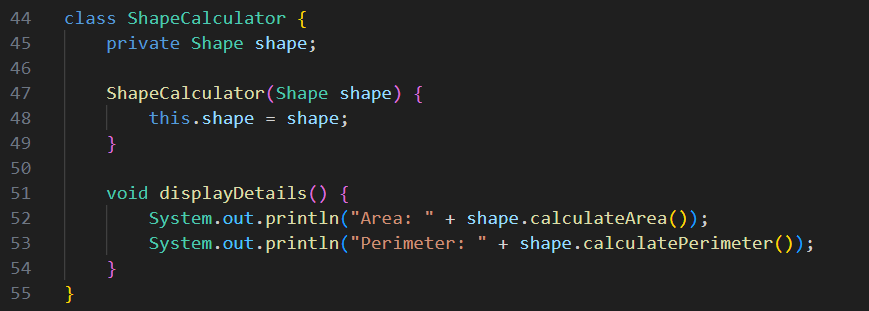 44 class ShapeCalculator {
45     private Shape shape;
46
47     ShapeCalculator(Shape shape) {
48         this.shape = shape;
49     }
50
51     void displayDetails() {
52         System.out.println("Area: " + shape.calculateArea());
53         System.out.println("Perimeter: " + shape.calculatePerimeter());
54     }
55 }